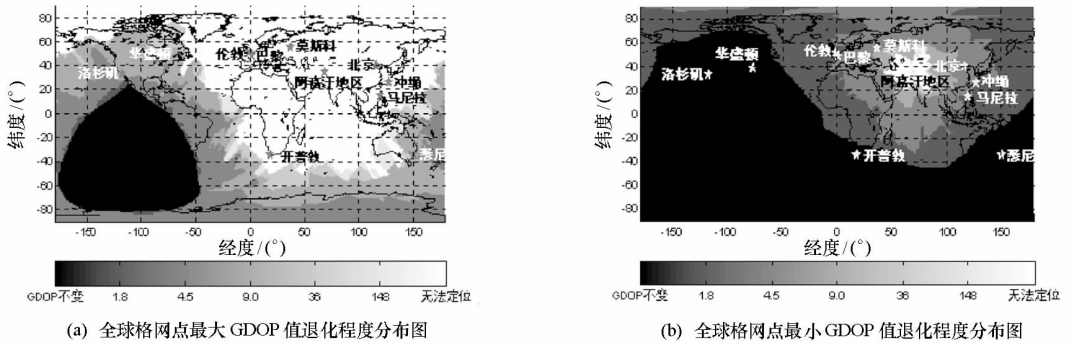 80
60
40
20
0
-20
-40
-60
-80
纬度/(°)
华盛顿
洛杉矶
伦敦
巴黎
莫斯科
北京
阿富汗地区
冲绳
马尼拉
开普敦
悉尼
-150 -100 -50 0 50 100 150
经度/(°)
GDOP不变 1.8 4.5 9.0 36 148 无法定位
(a) 全球格网点最大 GDOP 值退化程度分布图
80
60
40
20
0
-20
-40
-60
-80
纬度/(°)
华盛顿
洛杉矶
伦敦
巴黎
莫斯科
北京
阿富汗地区
冲绳
马尼拉
开普敦
悉尼
-150 -100 -50 0 50 100 150
经度/(°)
GDOP不变 1.8 4.5 9.0 36 148 无法定位
(b) 全球格网点最小 GDOP 值退化程度分布图